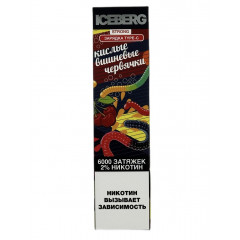 ICEBERG
STRONG
ЗАРЯДКА TYPE-C
кислые
вишневые
червячки
6000 ЗАТЯЖЕК
2% НИКОТИН
НИКОТИН
ВЫЗЫВАЕТ
ЗАВИСИМОСТЬ